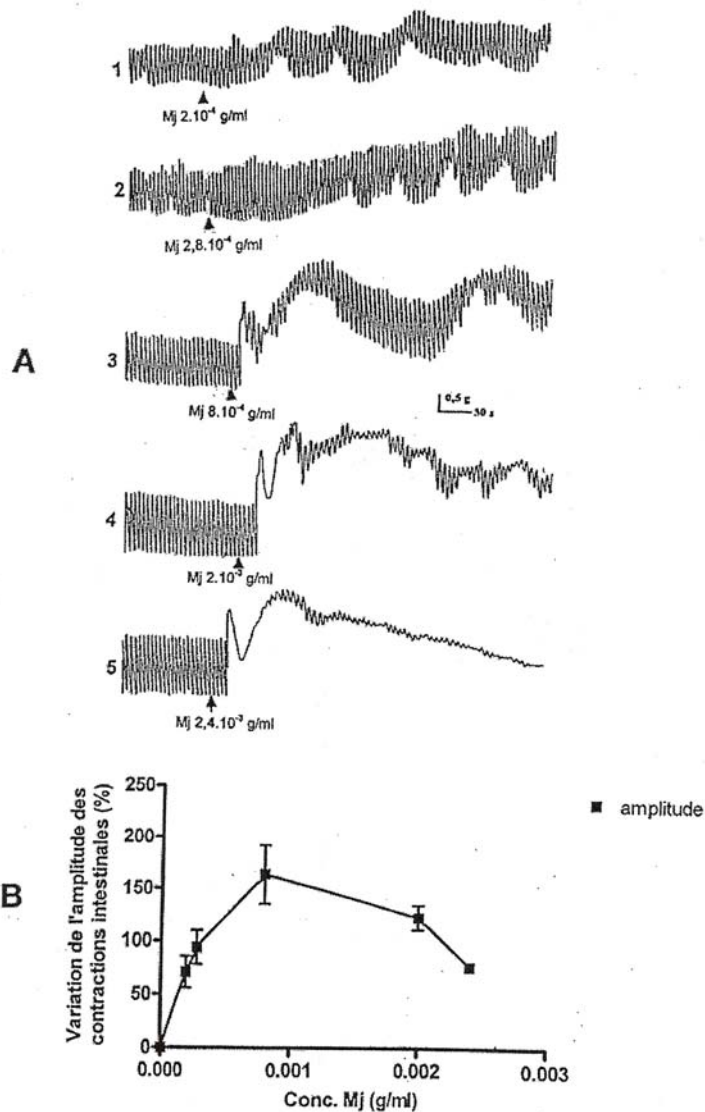 1
Mj 2.10⁻⁴ g/ml
2
Mj 2,8.10⁻⁴ g/ml
A
3
Mj 8.10⁻⁴ g/ml
0,5 g
30 s
4
Mj 2.10⁻³ g/ml
5
Mj 2,4.10⁻³ g/ml
B
Variation de l'amplitude des
contractions intestinales (%)
250
200
150
100
50
0
0.000
0.001
0.002
0.003
Conc. Mj (g/ml)
amplitude